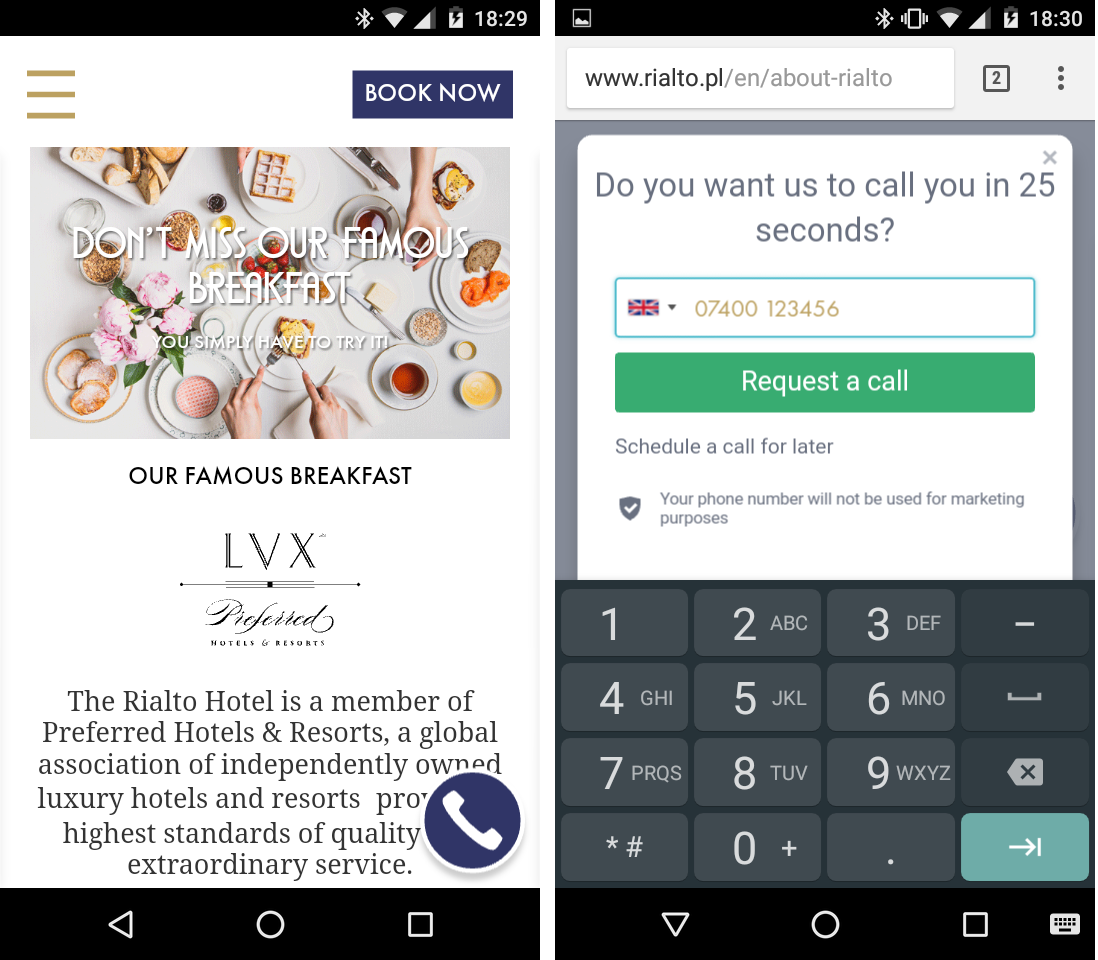 18:29
BOOK NOW
DON'T MISS OUR FAMOUS
BREAKFAST
YOU SIMPLY HAVE TO TRY IT!
OUR FAMOUS BREAKFAST
LVX
Preferred
HOTELS & RESORTS
The Rialto Hotel is a member of
Preferred Hotels & Resorts, a global
association of independently owned
luxury hotels and resorts
highest standards of quality
extraordinary service.
18:30
www.rialto.pl/en/about-rialto
2
×
Do you want us to call you in 25
seconds?
07400 123456
Request a call
Schedule a call for later
Your phone number will not be used for marketing
purposes
1 2 ABC 3 DEF –
4 GHI 5 JKL 6 MNO
7 PRQS 8 TUV 9 WXYZ
* # 0 + .